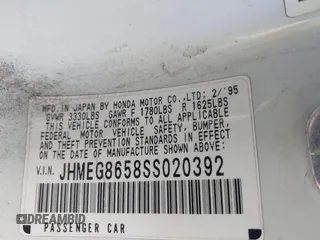 MFD. IN JAPAN BY HONDA MOTOR CO.,LTD. 2/'95
GVWR 3330LBS GAWR F 1780LBS R 1625LBS
THIS VEHICLE CONFORMS TO ALL APPLICABLE
FEDERAL MOTOR VEHICLE SAFETY, BUMPER,
AND THEFT PREVENTION STANDARDS IN EFFECT
ON THE DATE OF MANUFACTURE SHOWN ABOVE.
V.I.N. JHMEG8658SS020392
PASSENGER CAR
DREAMBID